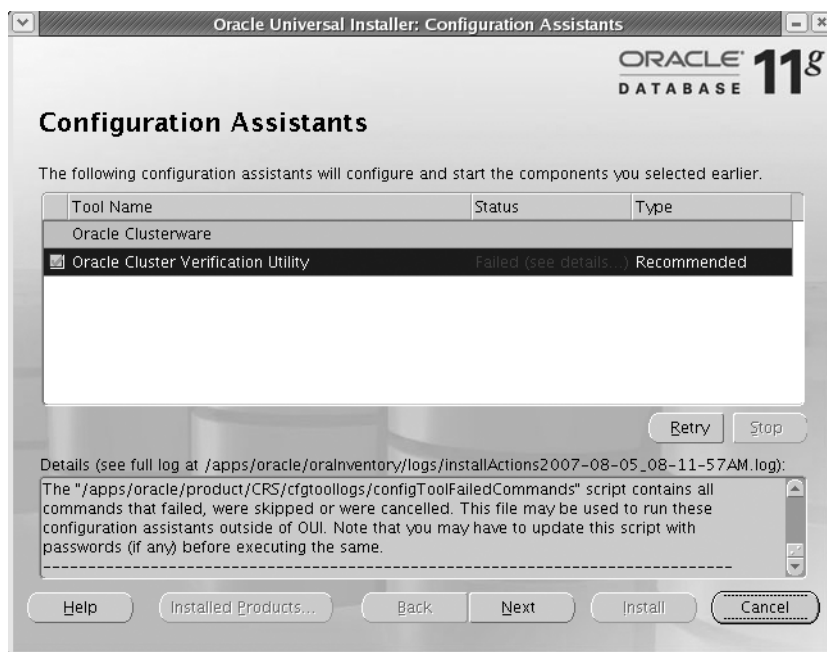 Oracle Universal Installer: Configuration Assistants
ORACLE
DATABASE
11g
Configuration Assistants
The following configuration assistants will configure and start the components you selected earlier.
Tool Name Status Type
Oracle Clusterware
Oracle Cluster Verification Utility Failed (see details...) Recommended
Retry Stop
Details (see full log at /apps/oracle/oraInventory/logs/installActions2007-08-05_08-11-57AM.log):
The "/apps/oracle/product/CRS/cfgtoollogs/configToolFailedCommands" script contains all
commands that failed, were skipped or were cancelled. This file may be used to run these
configuration assistants outside of OUI. Note that you may have to update this script with
passwords (if any) before executing the same.
Help Installed Products... Back Next Install Cancel